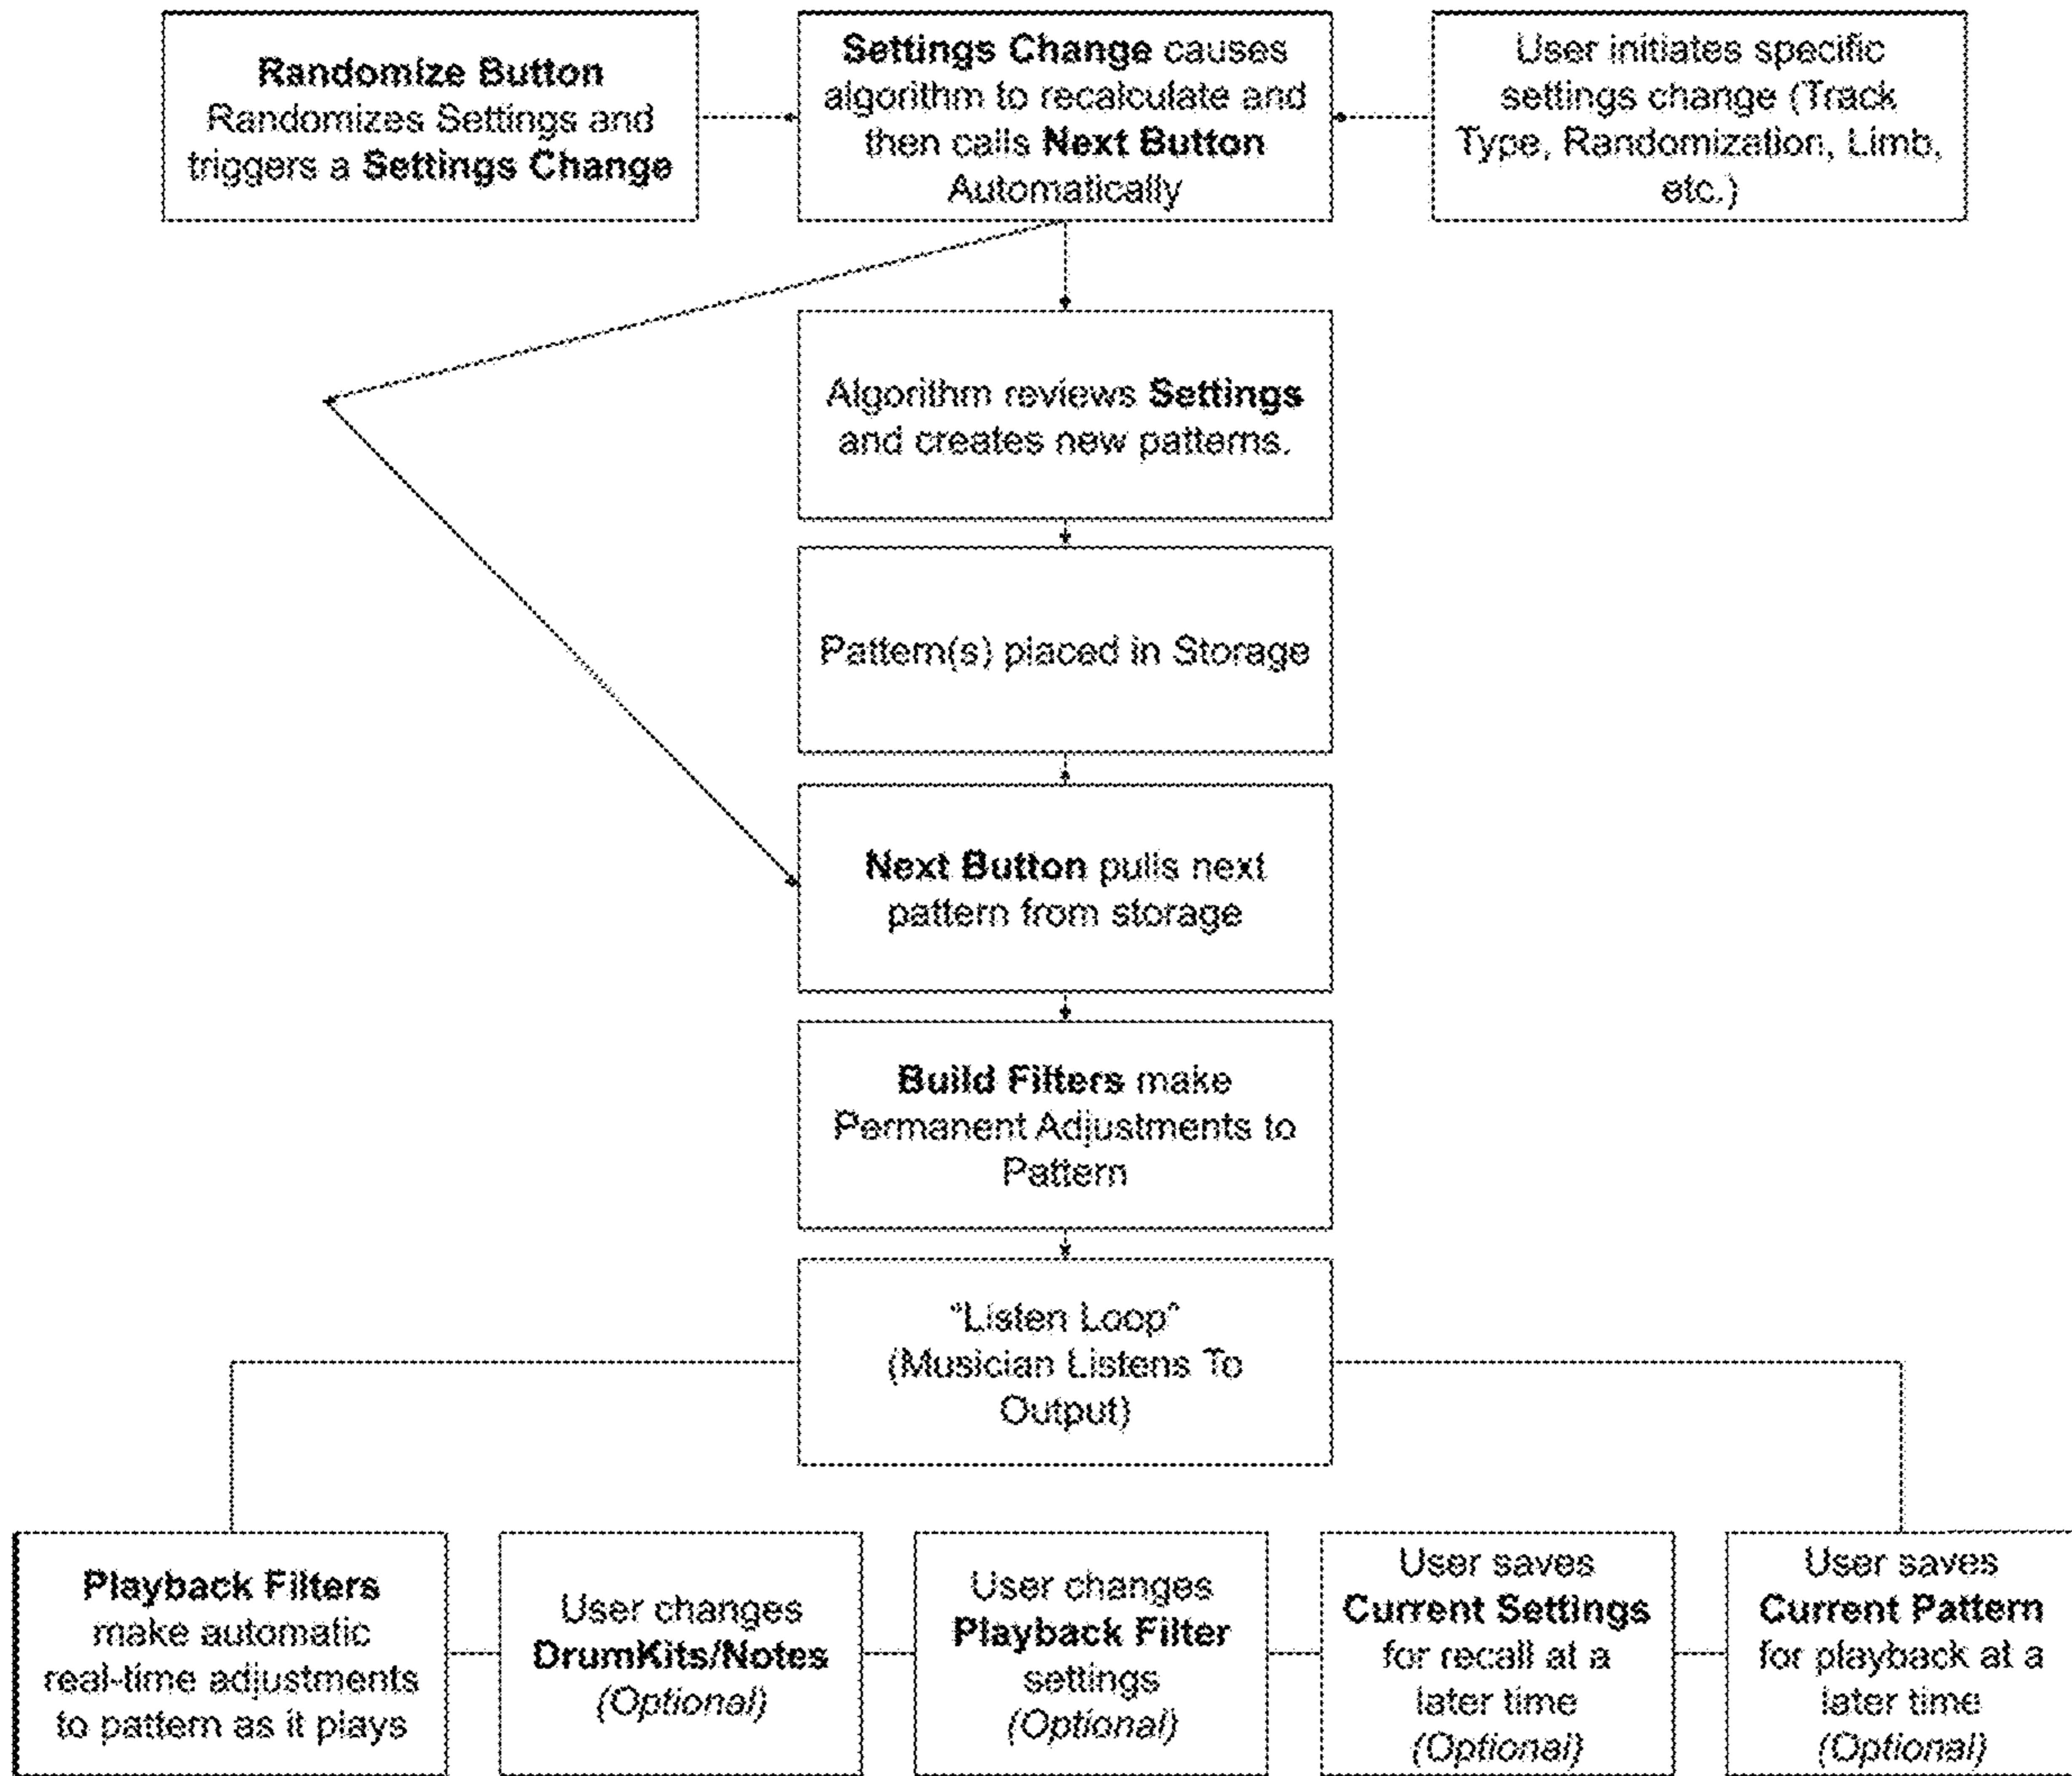 Randomize Button
Randomizes Settings and
triggers a Settings Change
Settings Change causes
algorithm to recalculate and
then calls Next Button
Automatically
User initiates specific
settings change (Track
Type, Randomization, Limb,
etc.)
Algorithm reviews Settings
and creates new patterns.
Pattern(s) placed in Storage
Next Button pulls next
pattern from storage
Build Filters make
Permanent Adjustments to
Pattern
"Listen Loop"
(Musician Listens To
Output)
Playback Filters
make automatic
real-time adjustments
to pattern as it plays
User changes
DrumKits/Notes
(Optional)
User changes
Playback Filter
settings
(Optional)
User saves
Current Settings
for recall at a
later time
(Optional)
User saves
Current Pattern
for playback at a
later time
(Optional)